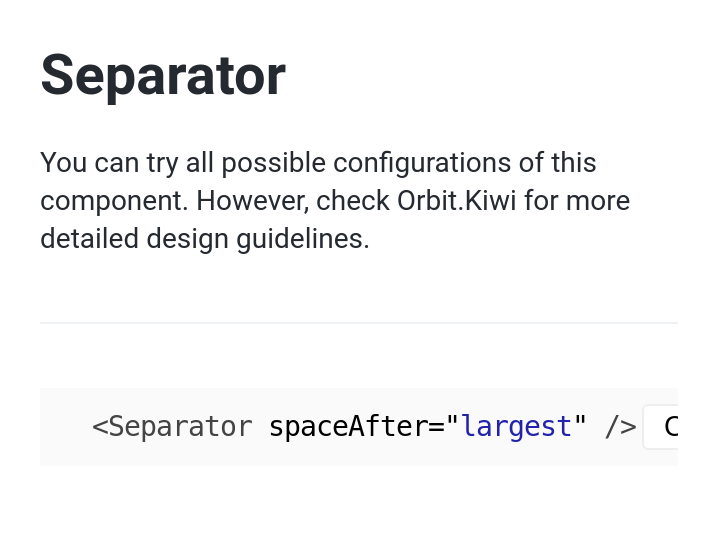 Separator
You can try all possible configurations of this
component. However, check Orbit.Kiwi for more
detailed design guidelines.
<Separator spaceAfter="largest" />